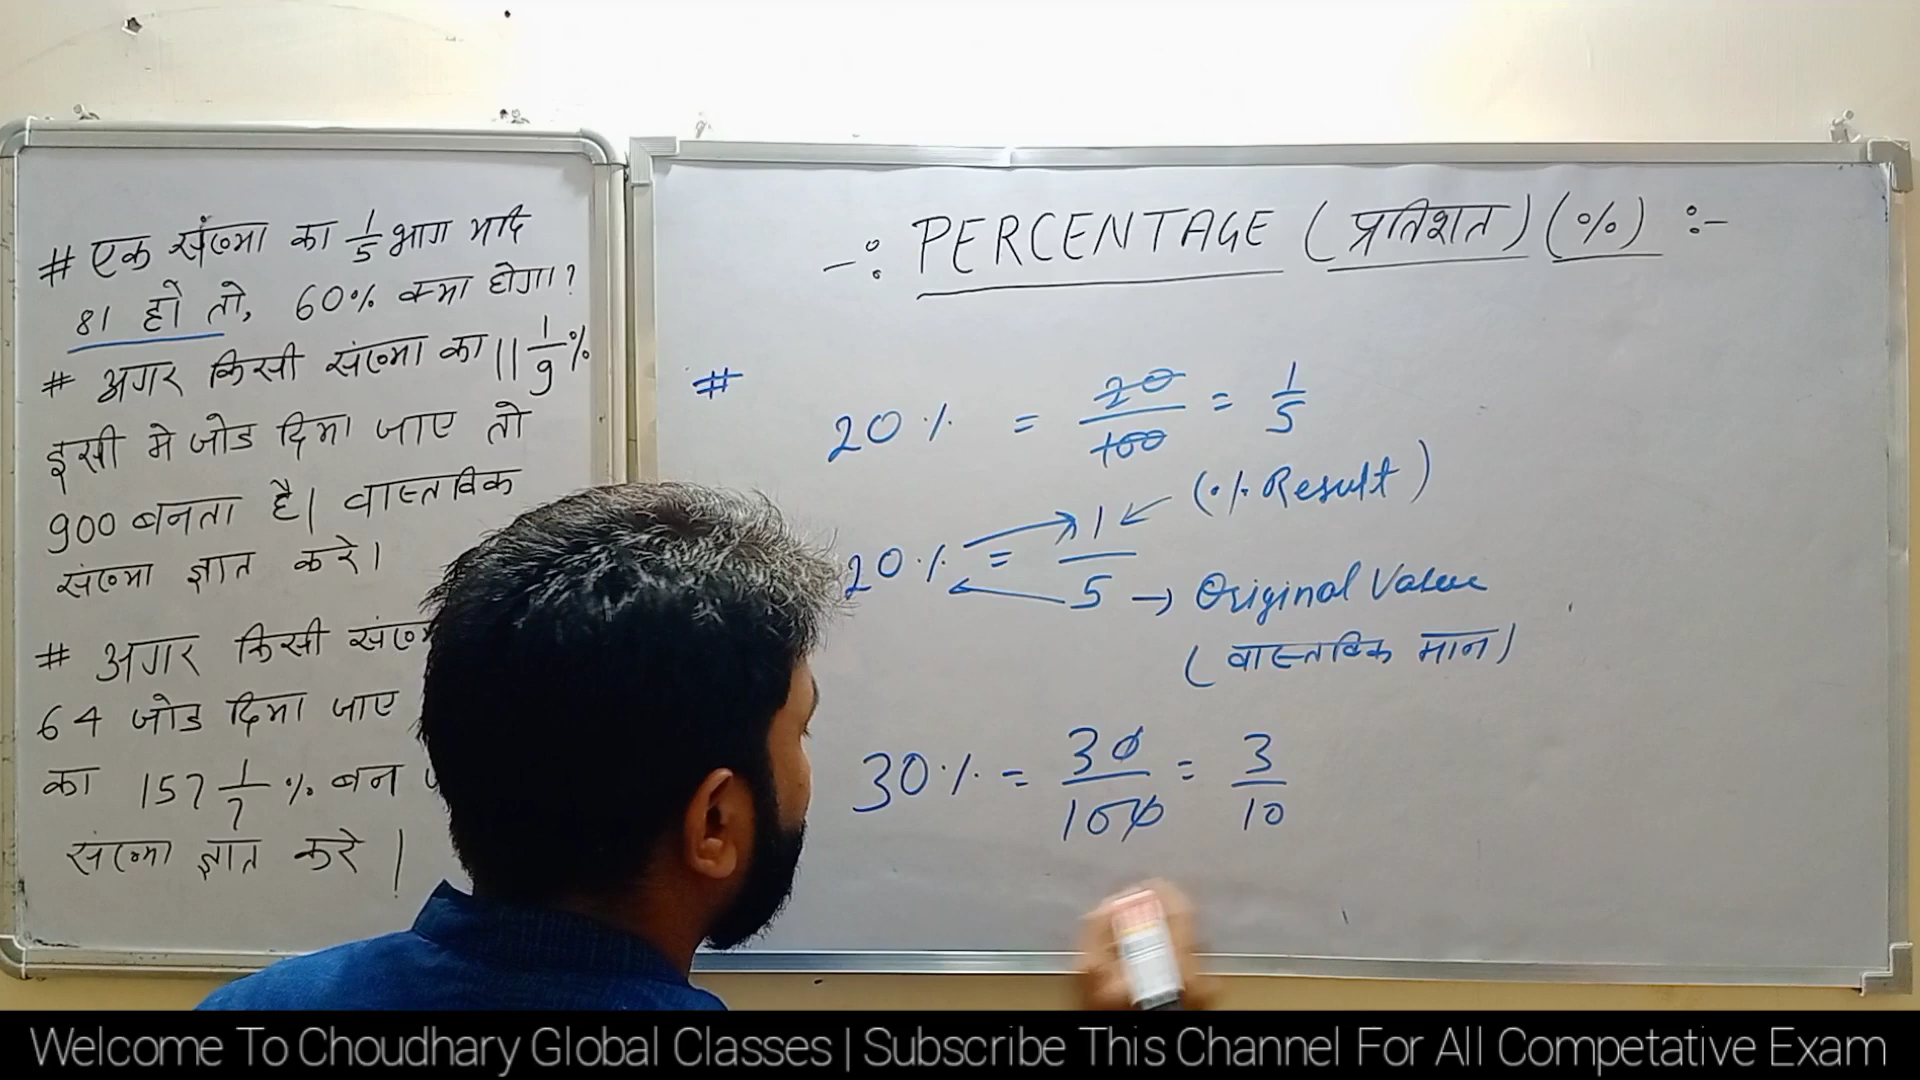 # एक संख्या का 1/5 भाग यदि
81 हो तो, 60% क्या होगा?
# अगर किसी संख्या का 11 1/9 %
इसी मे जोड दिया जाए तो
900 बनता है। वास्तविक
संख्या ज्ञात करे।
# अगर किसी
64 जोड दिया जाए
का 157 1/7 % बन
संख्या ज्ञात करे।
-: PERCENTAGE (प्रतिशत) (%) :-
# 20% = 20/100 = 1/5
20% = 1/5
(% Result)
→ Original Value
(वास्तविक मान)
30% = 30/100 = 3/10
Welcome To Choudhary Global Classes | Subscribe This Channel For All Competative Exam